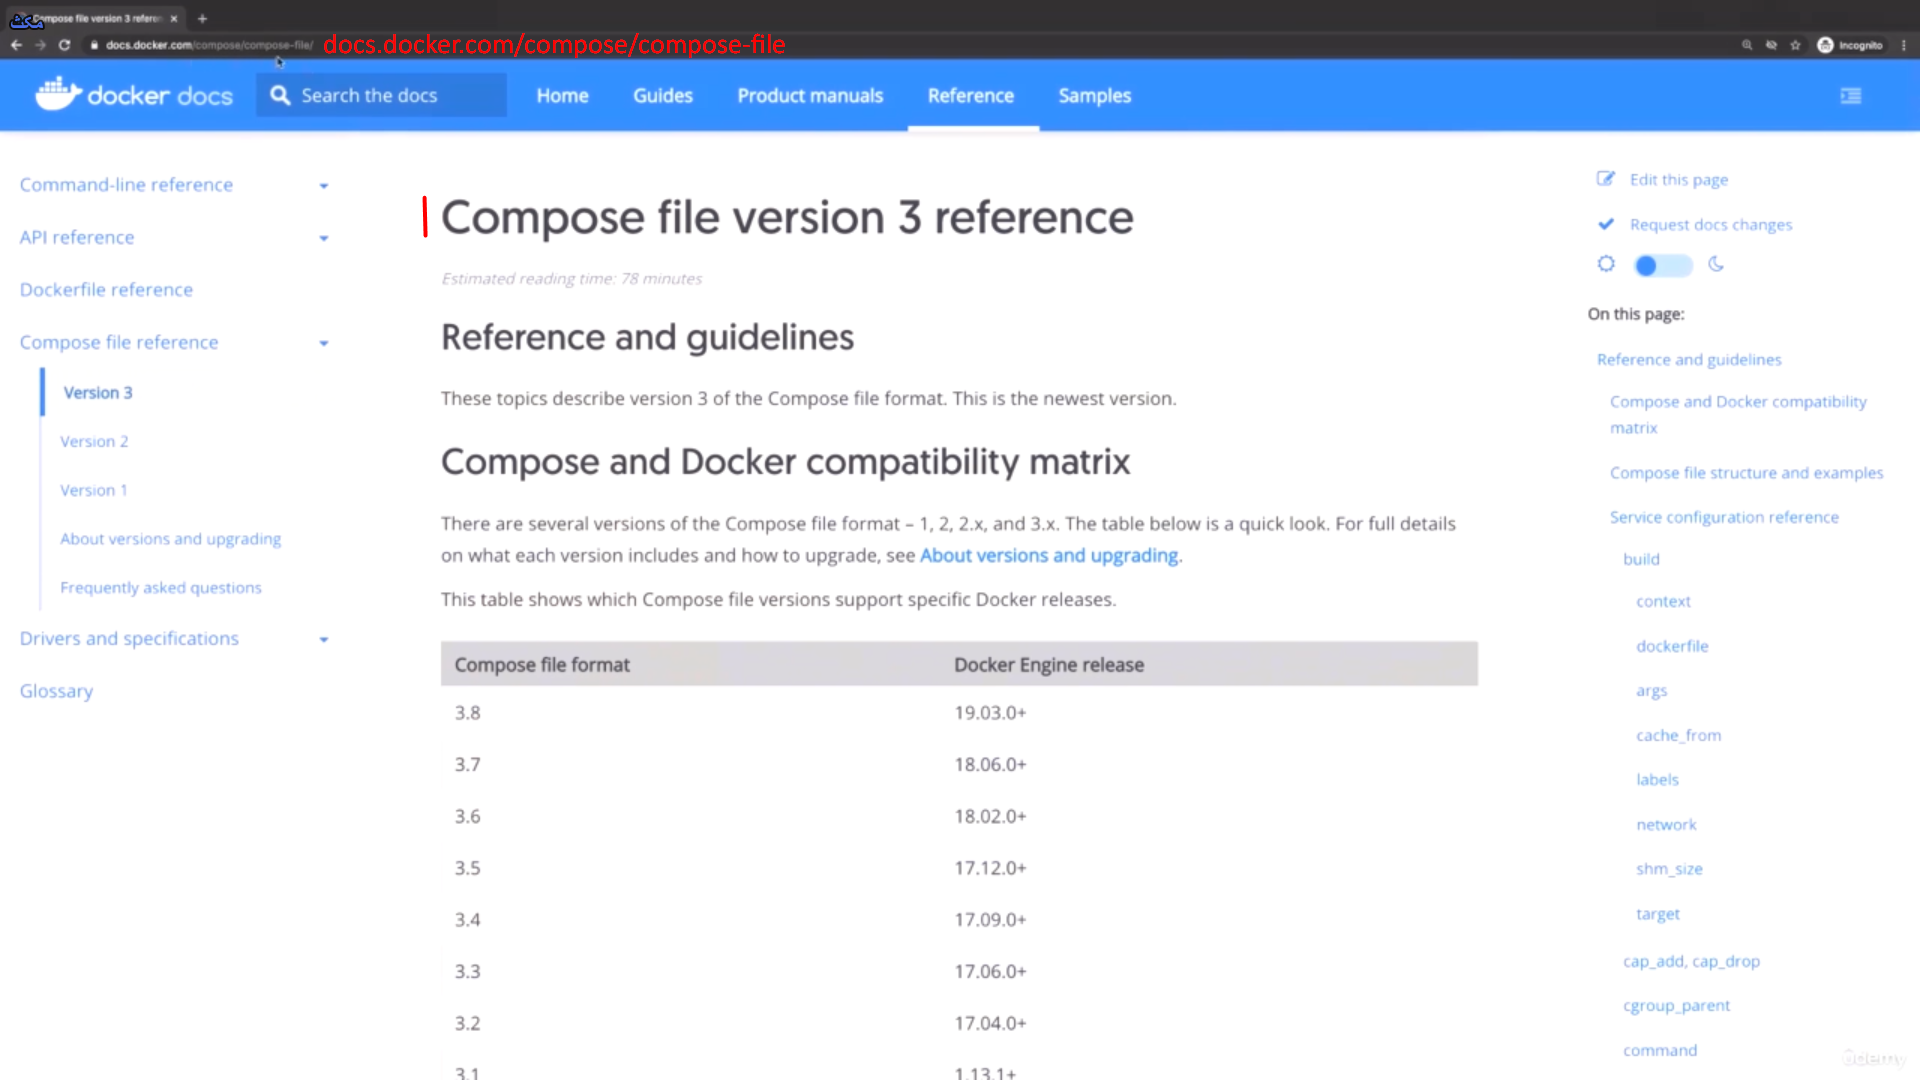 Compose file version 3 referen
مكث
docs.docker.com/compose/compose-file/
docs.docker.com/compose/compose-file
Incognito
docker docs
Search the docs
Home
Guides
Product manuals
Reference
Samples
Command-line reference
API reference
Dockerfile reference
Compose file reference
Version 3
Version 2
Version 1
About versions and upgrading
Frequently asked questions
Drivers and specifications
Glossary
Compose file version 3 reference
Estimated reading time: 78 minutes
Reference and guidelines
These topics describe version 3 of the Compose file format. This is the newest version.
Compose and Docker compatibility matrix
There are several versions of the Compose file format – 1, 2, 2.x, and 3.x. The table below is a quick look. For full details
on what each version includes and how to upgrade, see About versions and upgrading.
This table shows which Compose file versions support specific Docker releases.
Compose file format Docker Engine release
3.8 19.03.0+
3.7 18.06.0+
3.6 18.02.0+
3.5 17.12.0+
3.4 17.09.0+
3.3 17.06.0+
3.2 17.04.0+
3.1 1.13.1+
Edit this page
Request docs changes
On this page:
Reference and guidelines
Compose and Docker compatibility
matrix
Compose file structure and examples
Service configuration reference
build
context
dockerfile
args
cache_from
labels
network
shm_size
target
cap_add, cap_drop
cgroup_parent
command
udemy